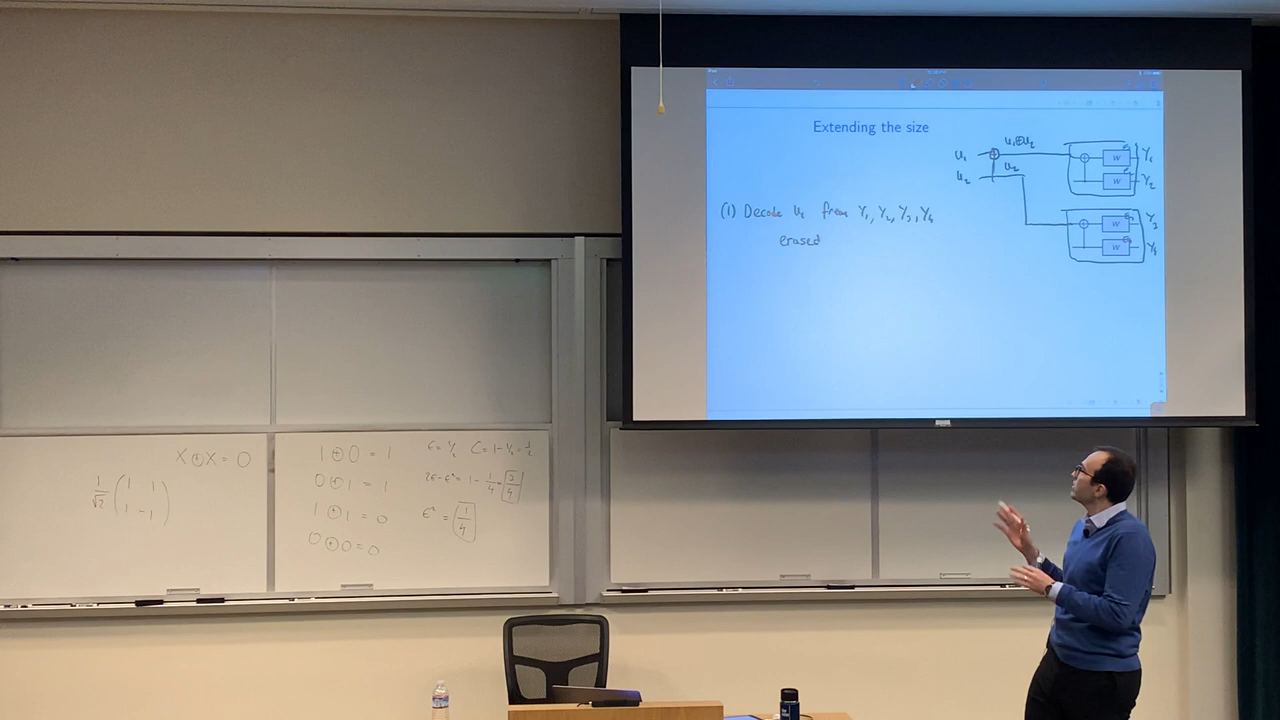 Extending the size
u₁ u₁⊕u₂
u₂ u₂
W Y₁
W Y₂
W Y₃
W Y₄
(1) Decode u₁ from Y₁, Y₂, Y₃, Y₄
erased
X⊕X = 0
1/√2 (1 1
1 -1)
1⊕0 = 1
0⊕1 = 1
1⊕1 = 0
0⊕0 = 0
ϵ = 1/2 C = 1-1/2 = 1/2
2ϵ-ϵ² = 1 - 1/4 = 3/4
ϵ² = 1/4